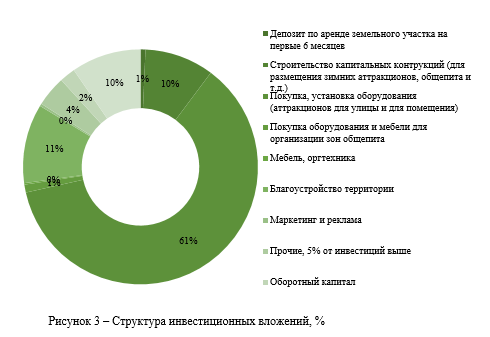 Депозит по аренде земельного участка на
первые 6 месяцев
Строительство капитальных контрукций (для
размещения зимних аттракционов, общепита и
т.д.)
Покупка, установка оборудования
(аттракционов для улицы и для помещения)
Покупка оборудования и мебели для
организации зон общепита
Мебель, оргтехника
Благоустройство территории
Маркетинг и реклама
Прочие, 5% от инвестиций выше
Оборотный капитал
1%
10%
61%
1%
0%
11%
0%
4%
2%
10%
Рисунок 3 – Структура инвестиционных вложений, %